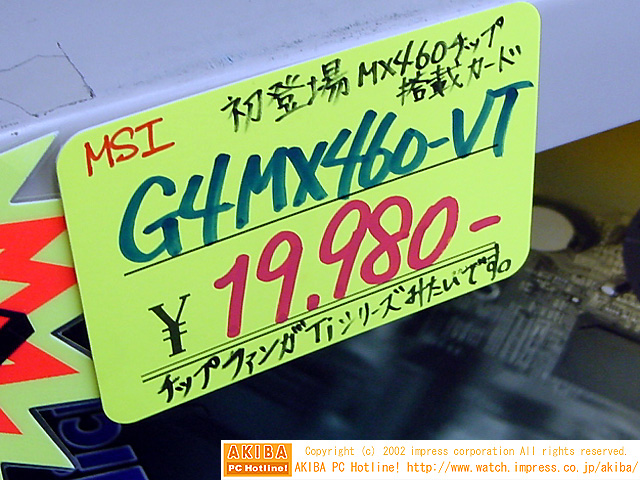 初登場 MX460チップ
搭載カード
MSI
G4MX460-VT
¥19,980-
チップファンがTiシリーズみたいです。
AKIBA
PC Hotline!
Copyright (c) 2002 impress corporation All rights reserved.
AKIBA PC Hotline! http://www.watch.impress.co.jp/akiba/